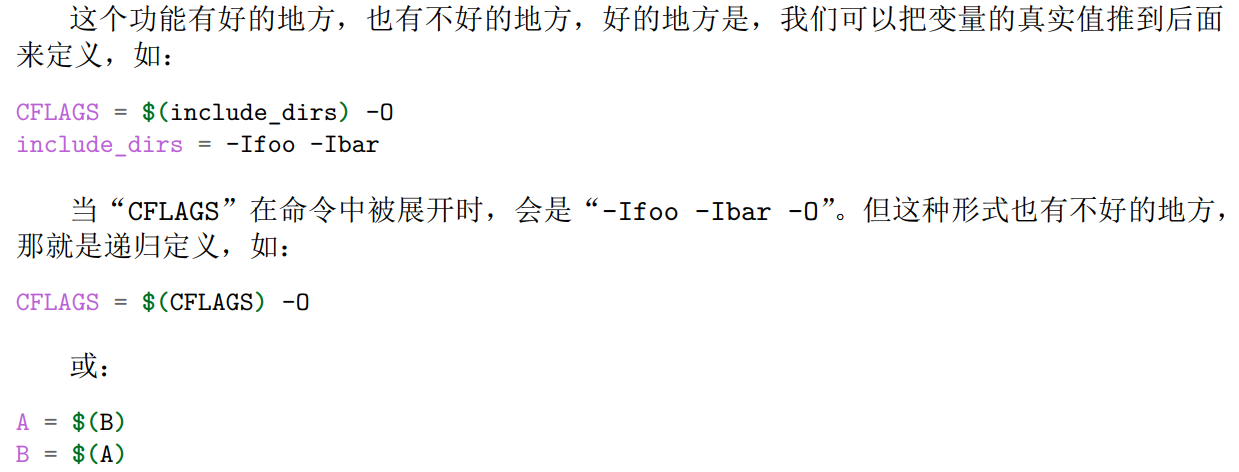 这个功能有好的地方，也有不好的地方，好的地方是，我们可以把变量的真实值推到后面
来定义，如：
CFLAGS = $(include_dirs) -O
include_dirs = -Ifoo -Ibar
当“CFLAGS”在命令中被展开时，会是“-Ifoo -Ibar -O”。但这种形式也有不好的地方，
那就是递归定义，如：
CFLAGS = $(CFLAGS) -O
或：
A = $(B)
B = $(A)